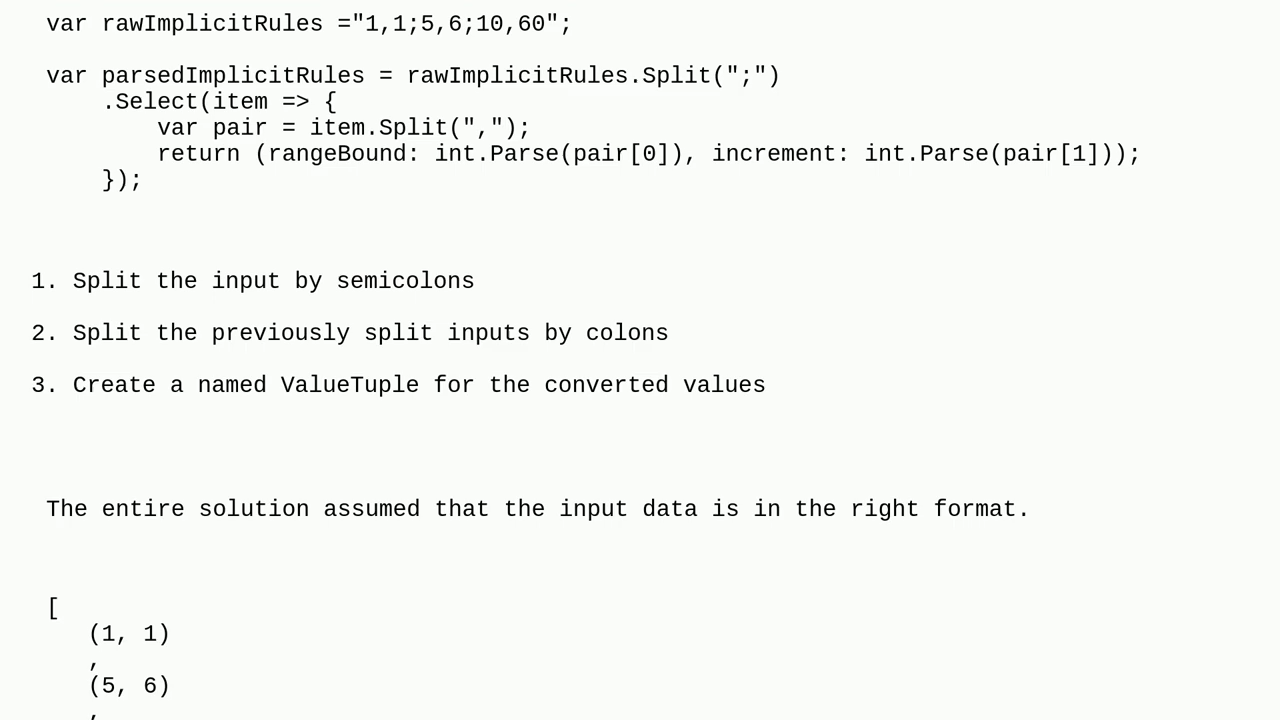 var rawImplicitRules ="1,1;5,6;10,60";
var parsedImplicitRules = rawImplicitRules.Split(";")
.Select(item => {
var pair = item.Split(",");
return (rangeBound: int.Parse(pair[0]), increment: int.Parse(pair[1]));
});
1. Split the input by semicolons
2. Split the previously split inputs by colons
3. Create a named ValueTuple for the converted values
The entire solution assumed that the input data is in the right format.
[
(1, 1)
,
(5, 6)
,